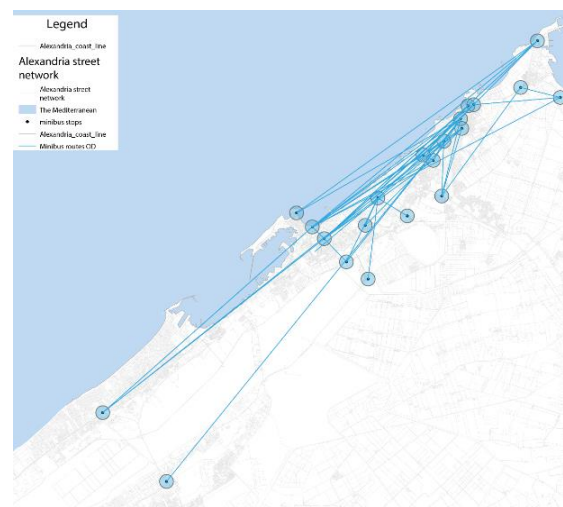 Legend
Alexandria_coast_line
Alexandria street
network
Alexandria street
network
The Mediterranean
minibus stops
Alexandria_coast_line
Minibus routes OD